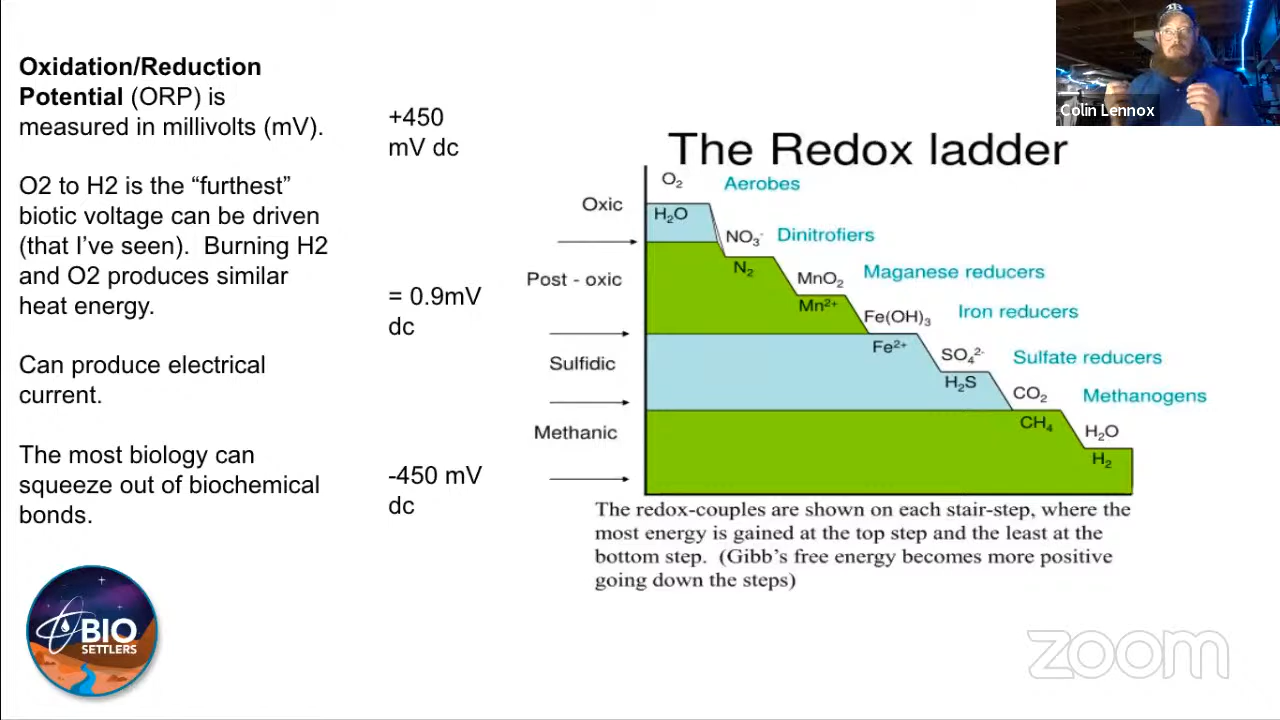 Oxidation/Reduction
Potential (ORP) is
measured in millivolts (mV).
O2 to H2 is the “furthest”
biotic voltage can be driven
(that I’ve seen). Burning H2
and O2 produces similar
heat energy.
Can produce electrical
current.
The most biology can
squeeze out of biochemical
bonds.
BIO
SETTLERS
+450
mV dc
= 0.9mV
dc
-450 mV
dc
Colin Lennox
The Redox ladder
O₂ Aerobes
Oxic
H₂O
NO₃⁻ Dinitrofiers
N₂
Post - oxic
MnO₂ Maganese reducers
Mn²⁺
Fe(OH)₃ Iron reducers
Fe²⁺
Sulfidic
SO₄²⁻ Sulfate reducers
H₂S
CO₂ Methanogens
CH₄
Methanic
H₂O
H₂
The redox-couples are shown on each stair-step, where the
most energy is gained at the top step and the least at the
bottom step. (Gibb’s free energy becomes more positive
going down the steps)
zoom